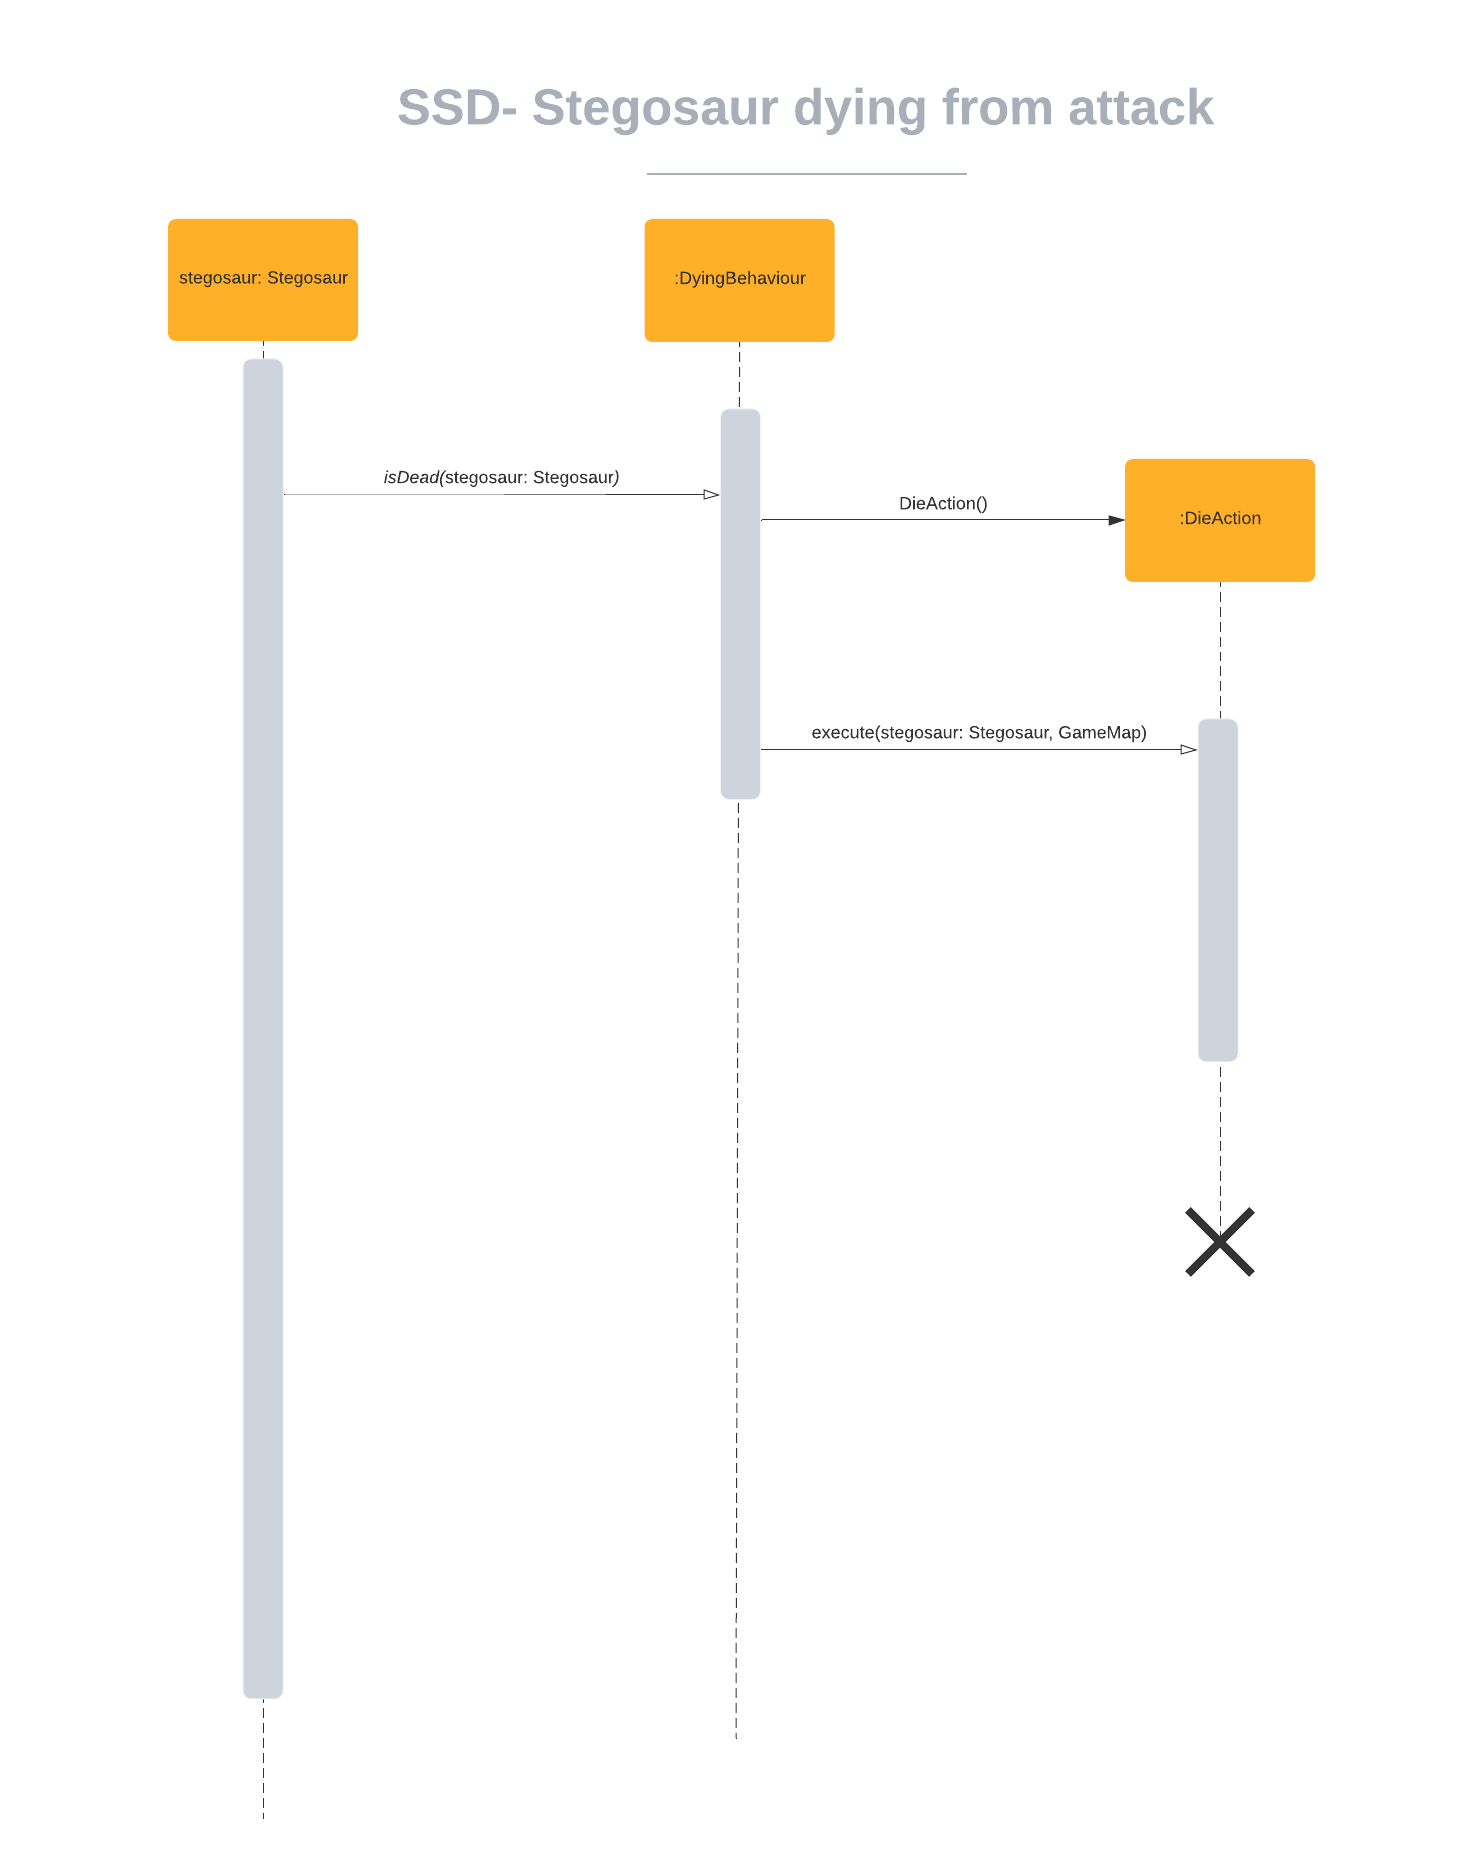 SSD- Stegosaur dying from attack
stegosaur: Stegosaur
:DyingBehaviour
isDead(stegosaur: Stegosaur)
DieAction()
:DieAction
execute(stegosaur: Stegosaur, GameMap)